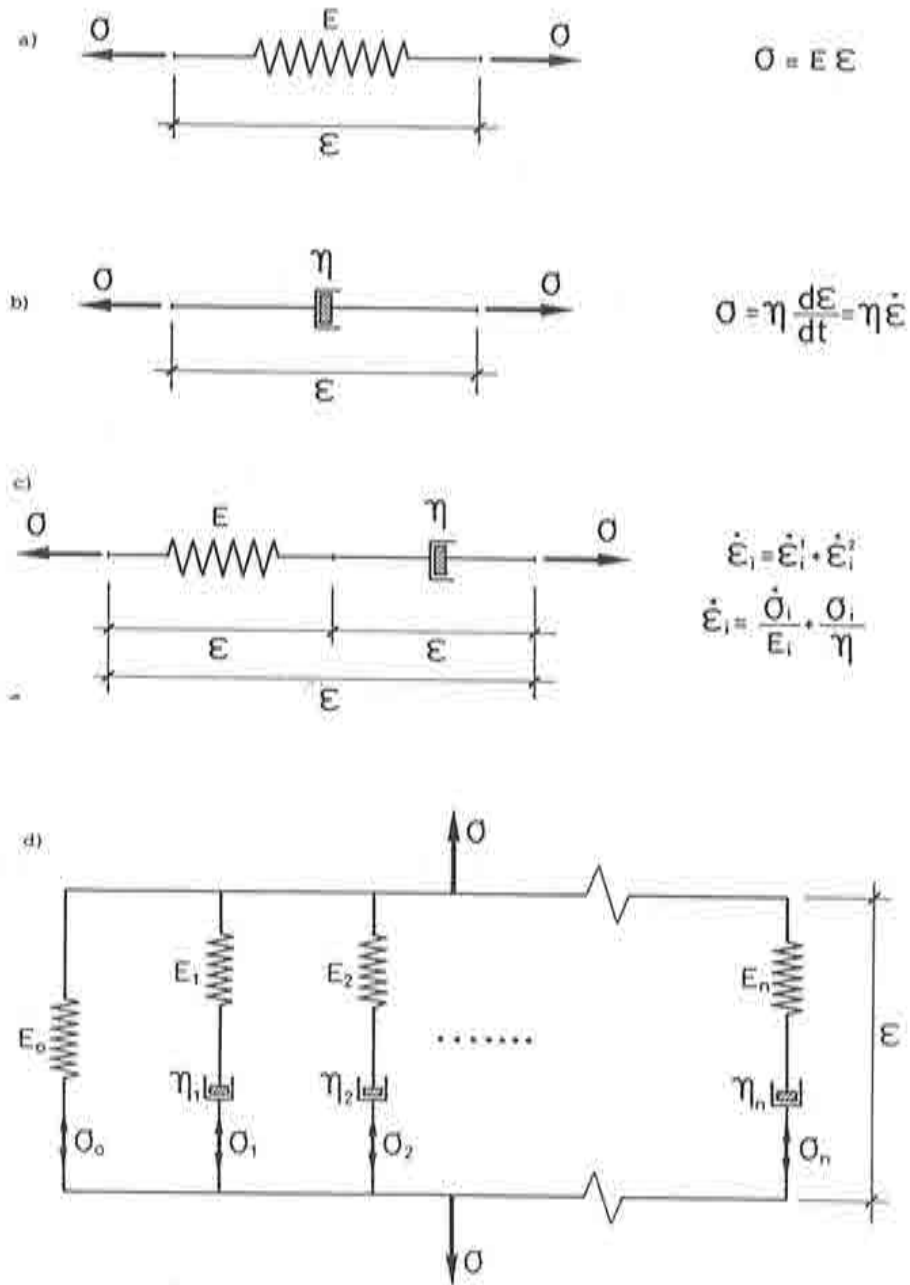 a)
σ
E
σ
σ = E ε
ε
b)
σ
η
σ
σ = η dε/dt = η ε̇
ε
c)
σ
E
η
σ
ε̇ᵢ = ε̇ᵢ¹ + ε̇ᵢ²
ε̇ᵢ = σ̇ᵢ/Eᵢ + σᵢ/η
ε
ε
ε
d)
σ
E₁
E₂
Eₙ
E₀
.......
ε
η₁
η₂
ηₙ
σ₀
σ₁
σ₂
σₙ
σ